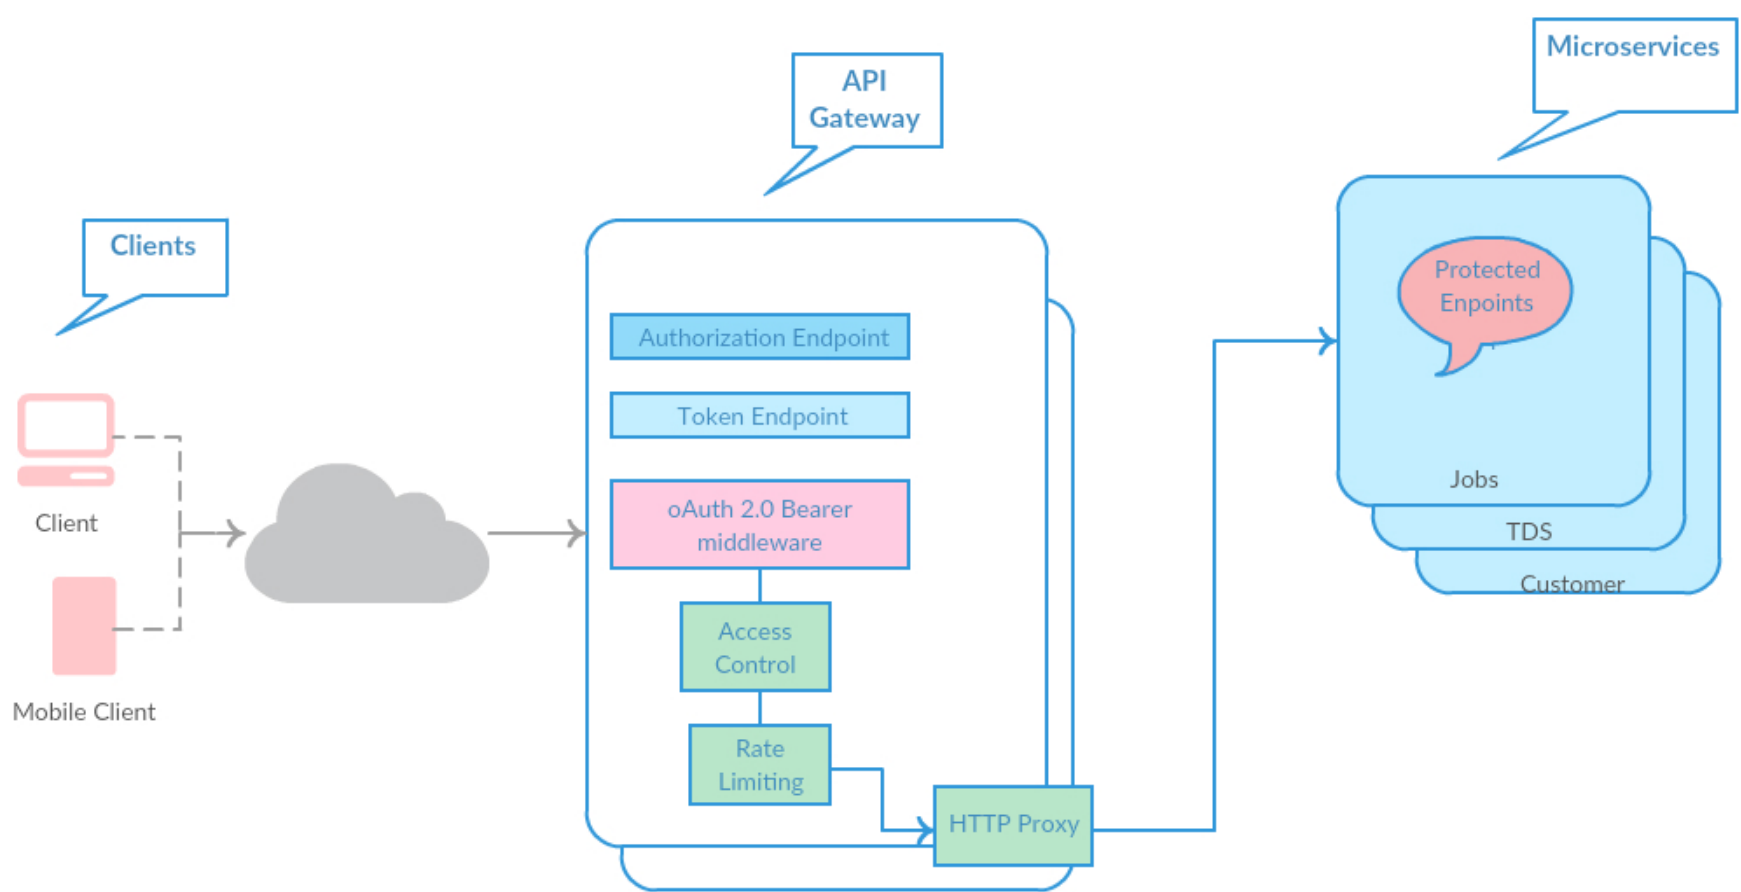 Microservices
API
Gateway
Clients
Protected
Enpoints
Authorization Endpoint
Token Endpoint
oAuth 2.0 Bearer
middleware
Access
Control
Rate
Limiting
HTTP Proxy
Client
Mobile Client
Jobs
TDS
Customer